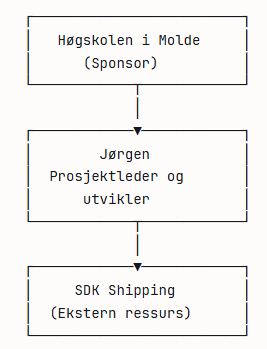 Høgskolen i Molde
(Sponsor)
Jørgen
Prosjektleder og
utvikler
SDK Shipping
(Ekstern ressurs)